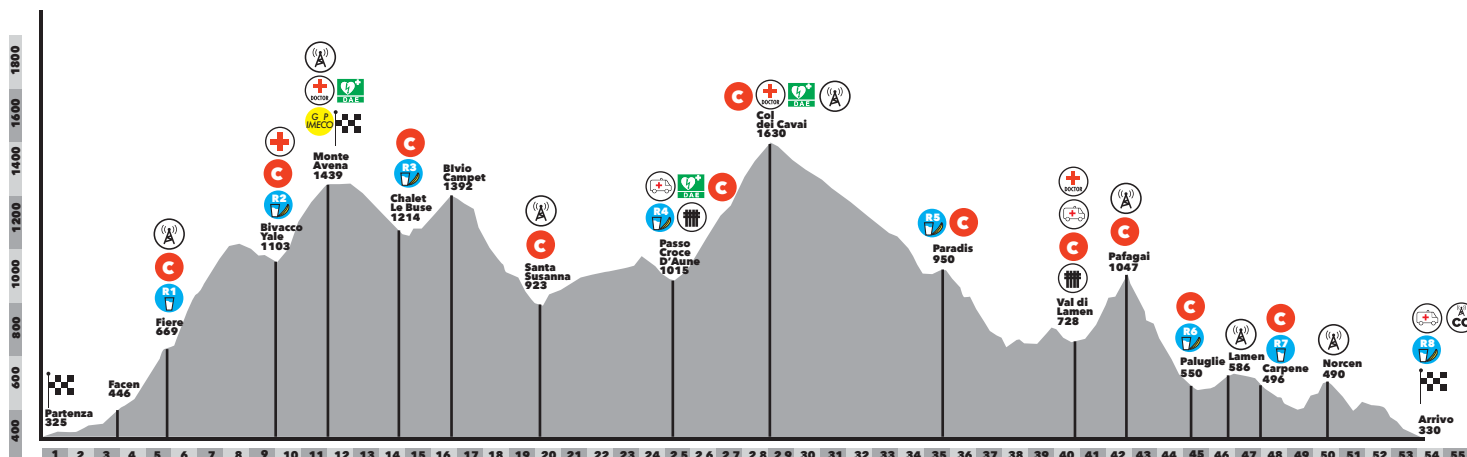 1800
1600
1400
1200
1000
800
600
400
Partenza
325
Facen
446
R1
C
Fiere
669
C
R2
Bivacco
Yale
1103
DOCTOR
DAE
G P
IMECO
Monte
Avena
1439
C
R3
Chalet
Le Buse
1214
BIvio
Campet
1392
C
Santa
Susanna
923
DAE
C
R4
Passo
Croce
D'Aune
1015
C
DOCTOR
DAE
Col
dei Cavai
1630
R5
C
Paradis
950
DOCTOR
C
Val di
Lamen
728
C
Pafagai
1047
C
R6
Paluglie
550
Lamen
586
C
R7
Carpene
496
Norcen
490
R8
Arrivo
330
1 2 3 4 5 6 7 8 9 10 11 12 13 14 15 16 17 18 19 20 21 22 23 24 25 26 27 28 29 30 31 32 33 34 35 36 37 38 39 40 41 42 43 44 45 46 47 48 49 50 51 52 53 54 55